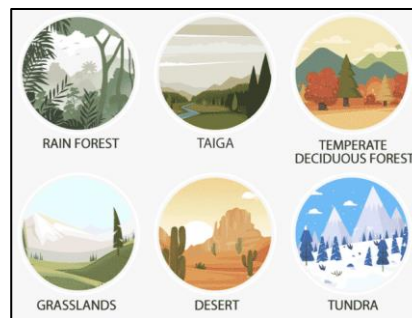 RAIN FOREST
TAIGA
TEMPERATE
DECIDUOUS FOREST
GRASSLANDS
DESERT
TUNDRA